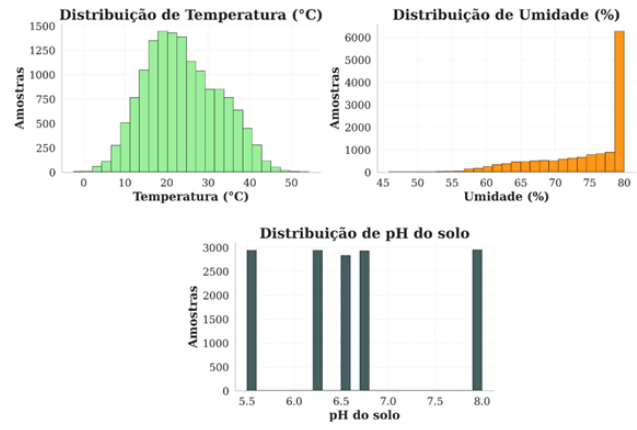 Distribuição de Temperatura (°C)
Amostras
1500
1250
1000
750
500
250
0
0 10 20 30 40 50
Temperatura (°C)
Distribuição de Umidade (%)
Amostras
6000
5000
4000
3000
2000
1000
0
45 50 55 60 65 70 75 80
Umidade (%)
Distribuição de pH do solo
Amostras
3000
2500
2000
1500
1000
500
0
5.5 6.0 6.5 7.0 7.5 8.0
pH do solo